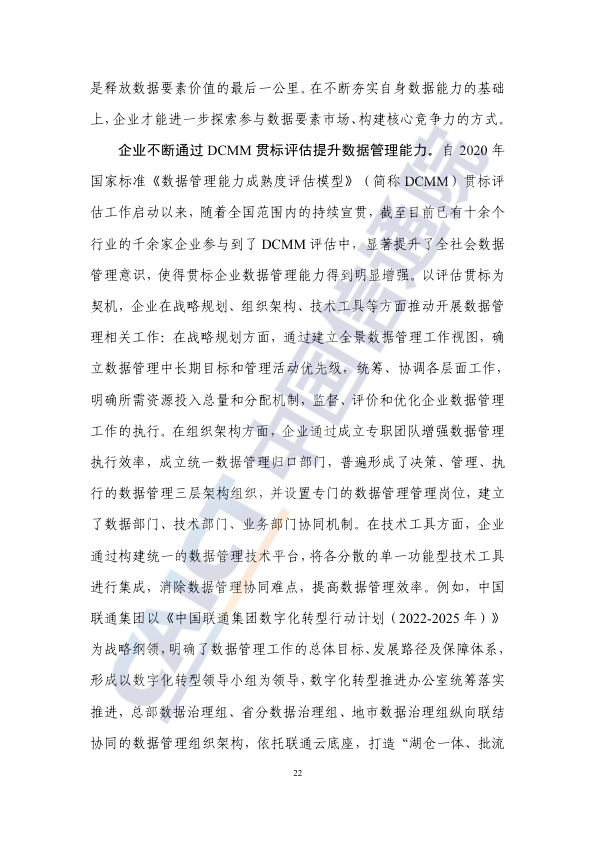 是释放数据要素价值的最后一公里。在不断夯实自身数据能力的基础
上，企业才能进一步探索参与数据要素市场、构建核心竞争力的方式。
企业不断通过 DCMM 贯标评估提升数据管理能力。自 2020 年
国家标准《数据管理能力成熟度评估模型》（简称 DCMM）贯标评
估工作启动以来，随着全国范围内的持续宣贯，截至目前已有十余个
行业的千余家企业参与到了 DCMM 评估中，显著提升了全社会数据
管理意识，使得贯标企业数据管理能力得到明显增强。以评估贯标为
契机，企业在战略规划、组织架构、技术工具等方面推动开展数据管
理相关工作：在战略规划方面，通过建立全景数据管理工作视图，确
立数据管理中长期目标和管理活动优先级，统筹、协调各层面工作，
明确所需资源投入总量和分配机制，监督、评价和优化企业数据管理
工作的执行。在组织架构方面，企业通过成立专职团队增强数据管理
执行效率，成立统一数据管理归口部门，普遍形成了决策、管理、执
行的数据管理三层架构组织，并设置专门的数据管理管理岗位，建立
了数据部门、技术部门、业务部门协同机制。在技术工具方面，企业
通过构建统一的数据管理技术平台，将各分散的单一功能型技术工具
进行集成，消除数据管理协同难点，提高数据管理效率。例如，中国
联通集团以《中国联通集团数字化转型行动计划（2022-2025 年）》
为战略纲领，明确了数据管理工作的总体目标、发展路径及保障体系，
形成以数字化转型领导小组为领导，数字化转型推进办公室统筹落实
推进，总部数据治理组、省分数据治理组、地市数据治理组纵向联结
协同的数据管理组织架构，依托联通云底座，打造“湖仓一体、批流
22
CAICT 中国信通院